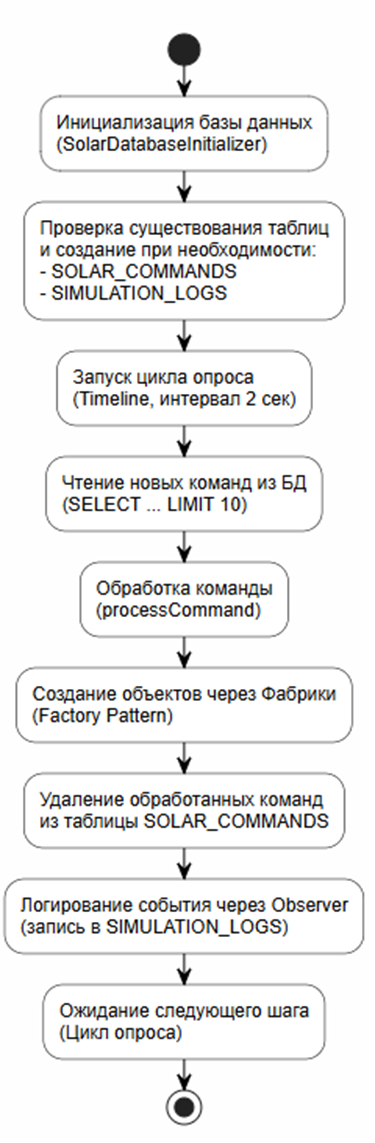 Инициализация базы данных
(SolarDatabaseInitializer)
Проверка существования таблиц
и создание при необходимости:
- SOLAR_COMMANDS
- SIMULATION_LOGS
Запуск цикла опроса
(Timeline, интервал 2 сек)
Чтение новых команд из БД
(SELECT ... LIMIT 10)
Обработка команды
(processCommand)
Создание объектов через Фабрики
(Factory Pattern)
Удаление обработанных команд
из таблицы SOLAR_COMMANDS
Логирование события через Observer
(запись в SIMULATION_LOGS)
Ожидание следующего шага
(Цикл опроса)